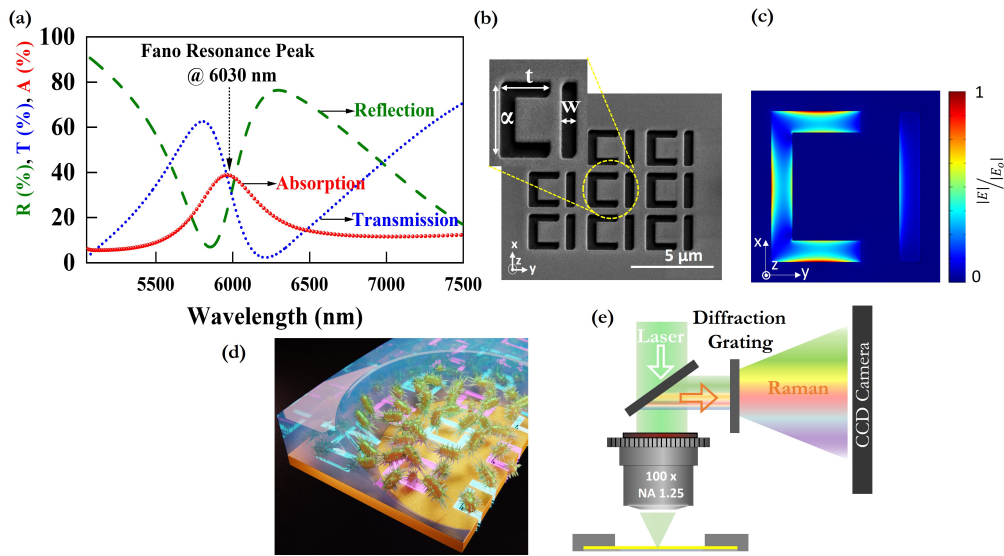 (a)
R (%), T (%), A (%)
100
80
60
40
20
0
Fano Resonance Peak
@ 6030 nm
Reflection
Absorption
Transmission
5500 6000 6500 7000 7500
Wavelength (nm)
(b)
t
α
w
x
z
y
5 μm
(c)
x
z
y
1
0
|E|/|Eₒ|
(d)
(e)
Laser
Diffraction
Grating
Raman
CCD Camera
100 x
NA 1.25